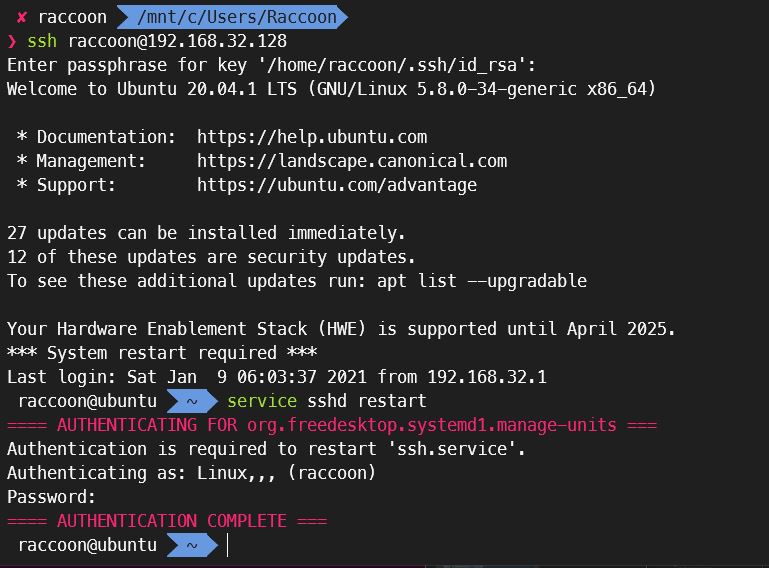 ✘ raccoon /mnt/c/Users/Raccoon
❯ ssh raccoon@192.168.32.128
Enter passphrase for key '/home/raccoon/.ssh/id_rsa':
Welcome to Ubuntu 20.04.1 LTS (GNU/Linux 5.8.0-34-generic x86_64)
* Documentation:  https://help.ubuntu.com
* Management:     https://landscape.canonical.com
* Support:        https://ubuntu.com/advantage
27 updates can be installed immediately.
12 of these updates are security updates.
To see these additional updates run: apt list --upgradable
Your Hardware Enablement Stack (HWE) is supported until April 2025.
*** System restart required ***
Last login: Sat Jan  9 06:03:37 2021 from 192.168.32.1
raccoon@ubuntu ~ service sshd restart
==== AUTHENTICATING FOR org.freedesktop.systemd1.manage-units ===
Authentication is required to restart 'ssh.service'.
Authenticating as: Linux,,, (raccoon)
Password:
==== AUTHENTICATION COMPLETE ===
raccoon@ubuntu ~